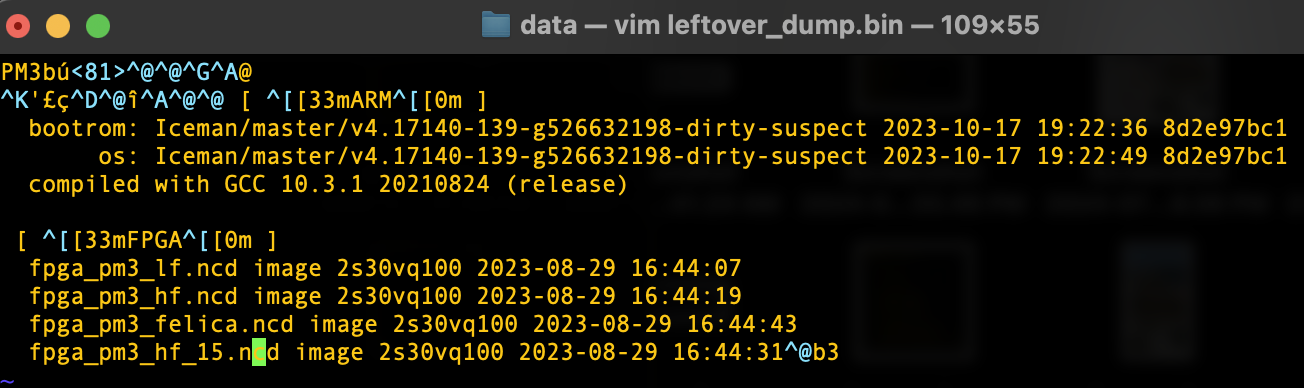 data — vim leftover_dump.bin — 109×55
PM3bú<81>^@^@^G^A@
^K'£ç^D^@î^A^@^@ [ ^[[33mARM^[[0m ]
bootrom: Iceman/master/v4.17140-139-g526632198-dirty-suspect 2023-10-17 19:22:36 8d2e97bc1
os: Iceman/master/v4.17140-139-g526632198-dirty-suspect 2023-10-17 19:22:49 8d2e97bc1
compiled with GCC 10.3.1 20210824 (release)
[ ^[[33mFPGA^[[0m ]
fpga_pm3_lf.ncd image 2s30vq100 2023-08-29 16:44:07
fpga_pm3_hf.ncd image 2s30vq100 2023-08-29 16:44:19
fpga_pm3_felica.ncd image 2s30vq100 2023-08-29 16:44:43
fpga_pm3_hf_15.ncd image 2s30vq100 2023-08-29 16:44:31^@b3
~